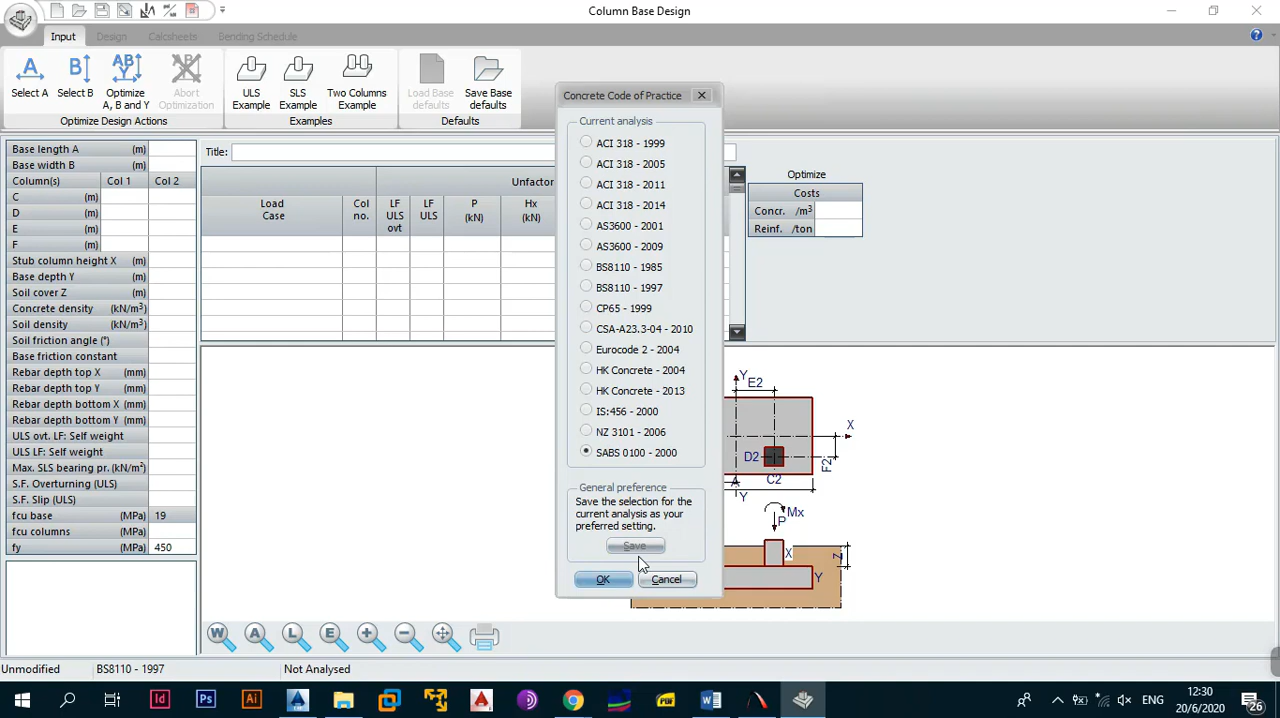 Column Base Design
Input Design Calcsheets Bending Schedule
A B AB Y
Select A Select B Optimize A, B and Y Abort Optimization ULS Example SLS Example Two Columns Example Load Base defaults Save Base defaults
Optimize Design Actions Examples Defaults
Base length A (m)
Base width B (m)
Column(s) Col 1 Col 2
C (m)
D (m)
E (m)
F (m)
Stub column height X (m)
Base depth Y (m)
Soil cover Z (m)
Concrete density (kN/m³)
Soil density (kN/m³)
Soil friction angle (°)
Base friction constant
Rebar depth top X (mm)
Rebar depth top Y (mm)
Rebar depth bottom X (mm)
Rebar depth bottom Y (mm)
ULS ovt. LF: Self weight
ULS LF: Self weight
Max. SLS bearing pr. (kN/m²)
S.F. Overturning (ULS)
S.F. Slip (ULS)
fcu base (MPa) 19
fcu columns (MPa)
fy (MPa) 450
Title:
Unfactor
Load Case
Col no.
LF ULS ovt
LF ULS
P (kN)
Hx (kN)
Concrete Code of Practice
Current analysis
ACI 318 - 1999
ACI 318 - 2005
ACI 318 - 2011
ACI 318 - 2014
AS3600 - 2001
AS3600 - 2009
BS8110 - 1985
BS8110 - 1997
CP65 - 1999
CSA-A23.3-04 - 2010
Eurocode 2 - 2004
HK Concrete - 2004
HK Concrete - 2013
IS:456 - 2000
NZ 3101 - 2006
SABS 0100 - 2000
General preference
Save the selection for the
current analysis as your
preferred setting.
Save
OK Cancel
Optimize
Costs
Concr. /m³
Reinf. /ton
Y
E2
X
D2
F2
A
C2
Y
Mx
P
X
Z
Y
W A L E
Unmodified BS8110 - 1997 Not Analysed
Id Ps Ai W ENG 12:30
20/6/2020 26